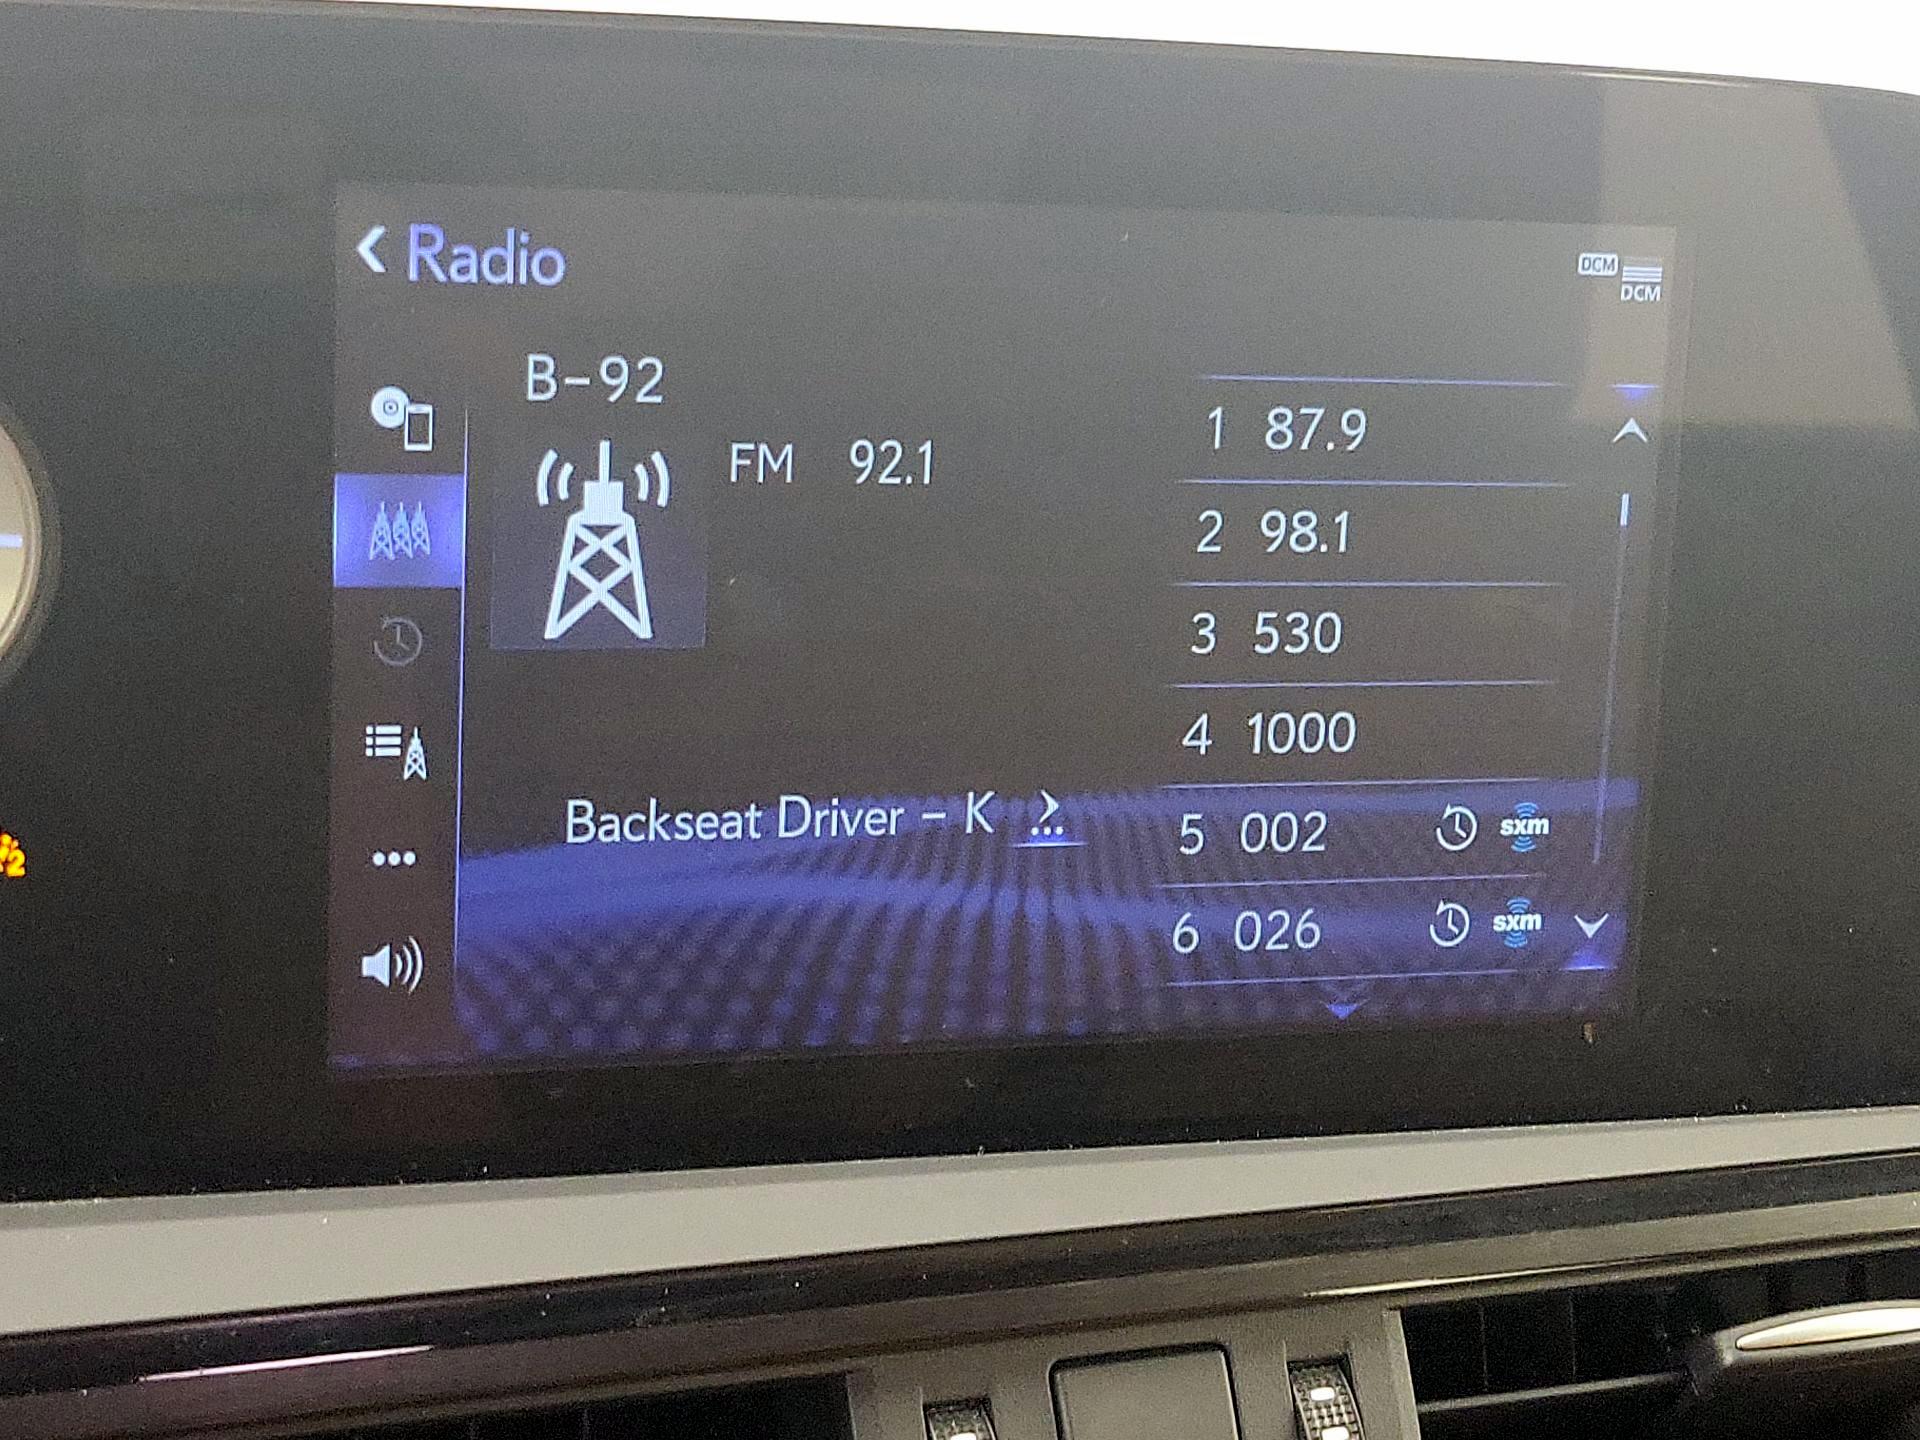 Radio
DCM
DCM
B-92
FM 92.1
Backseat Driver - K
1 87.9
2 98.1
3 530
4 1000
5 002 sxm
6 026 sxm